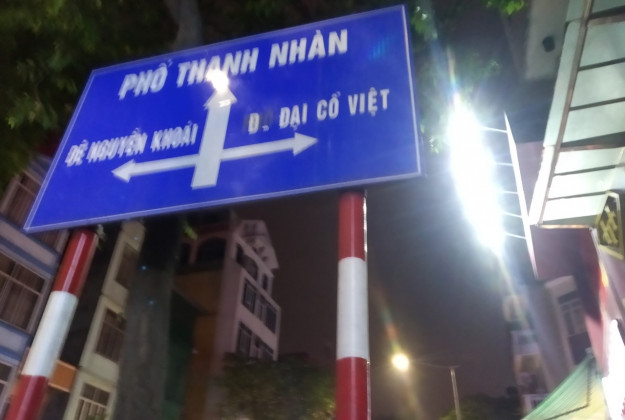 PHỐ THANH NHÀN
ĐÊ NGUYỄN KHOÁI
Đ. ĐẠI CỒ VIỆT